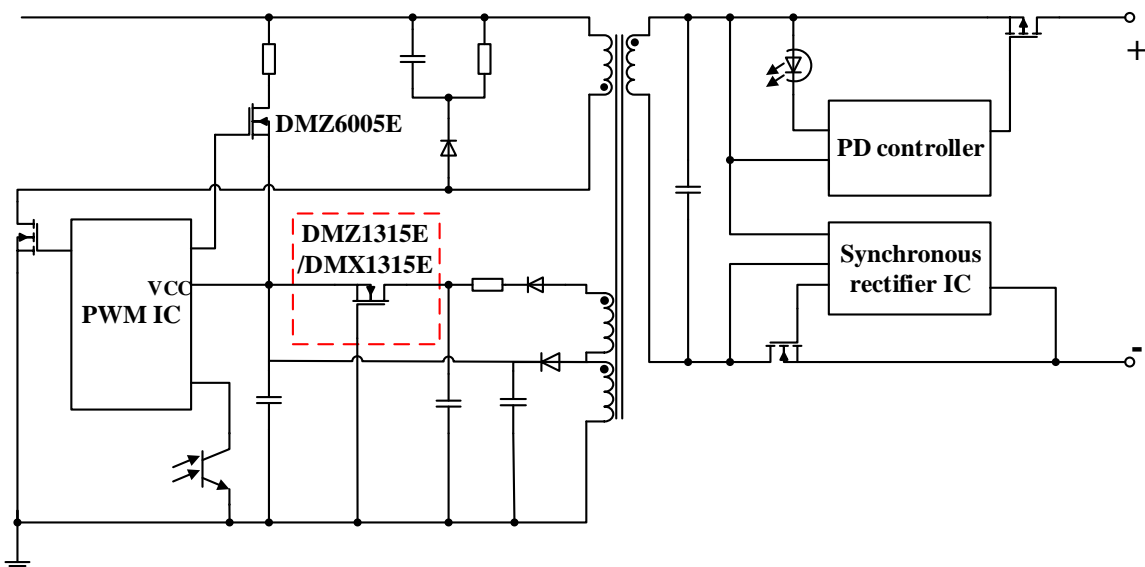 DMZ6005E
+
PD controller
DMZ1315E
/DMX1315E
Synchronous
rectifier IC
VCC
PWM IC
-